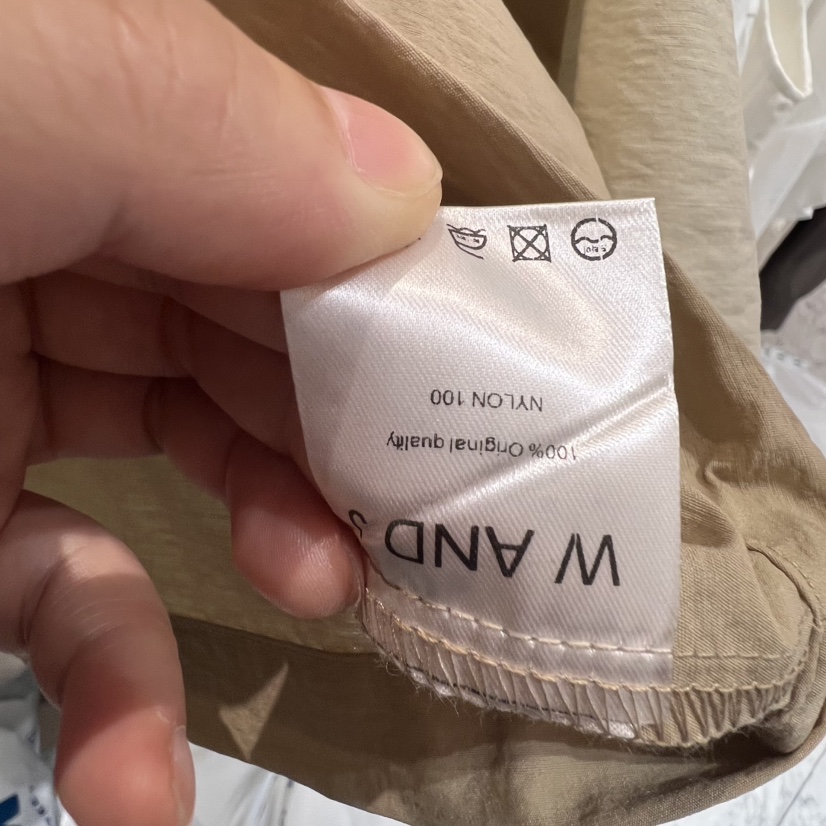 W AND S
100% Original quality
NYLON 100